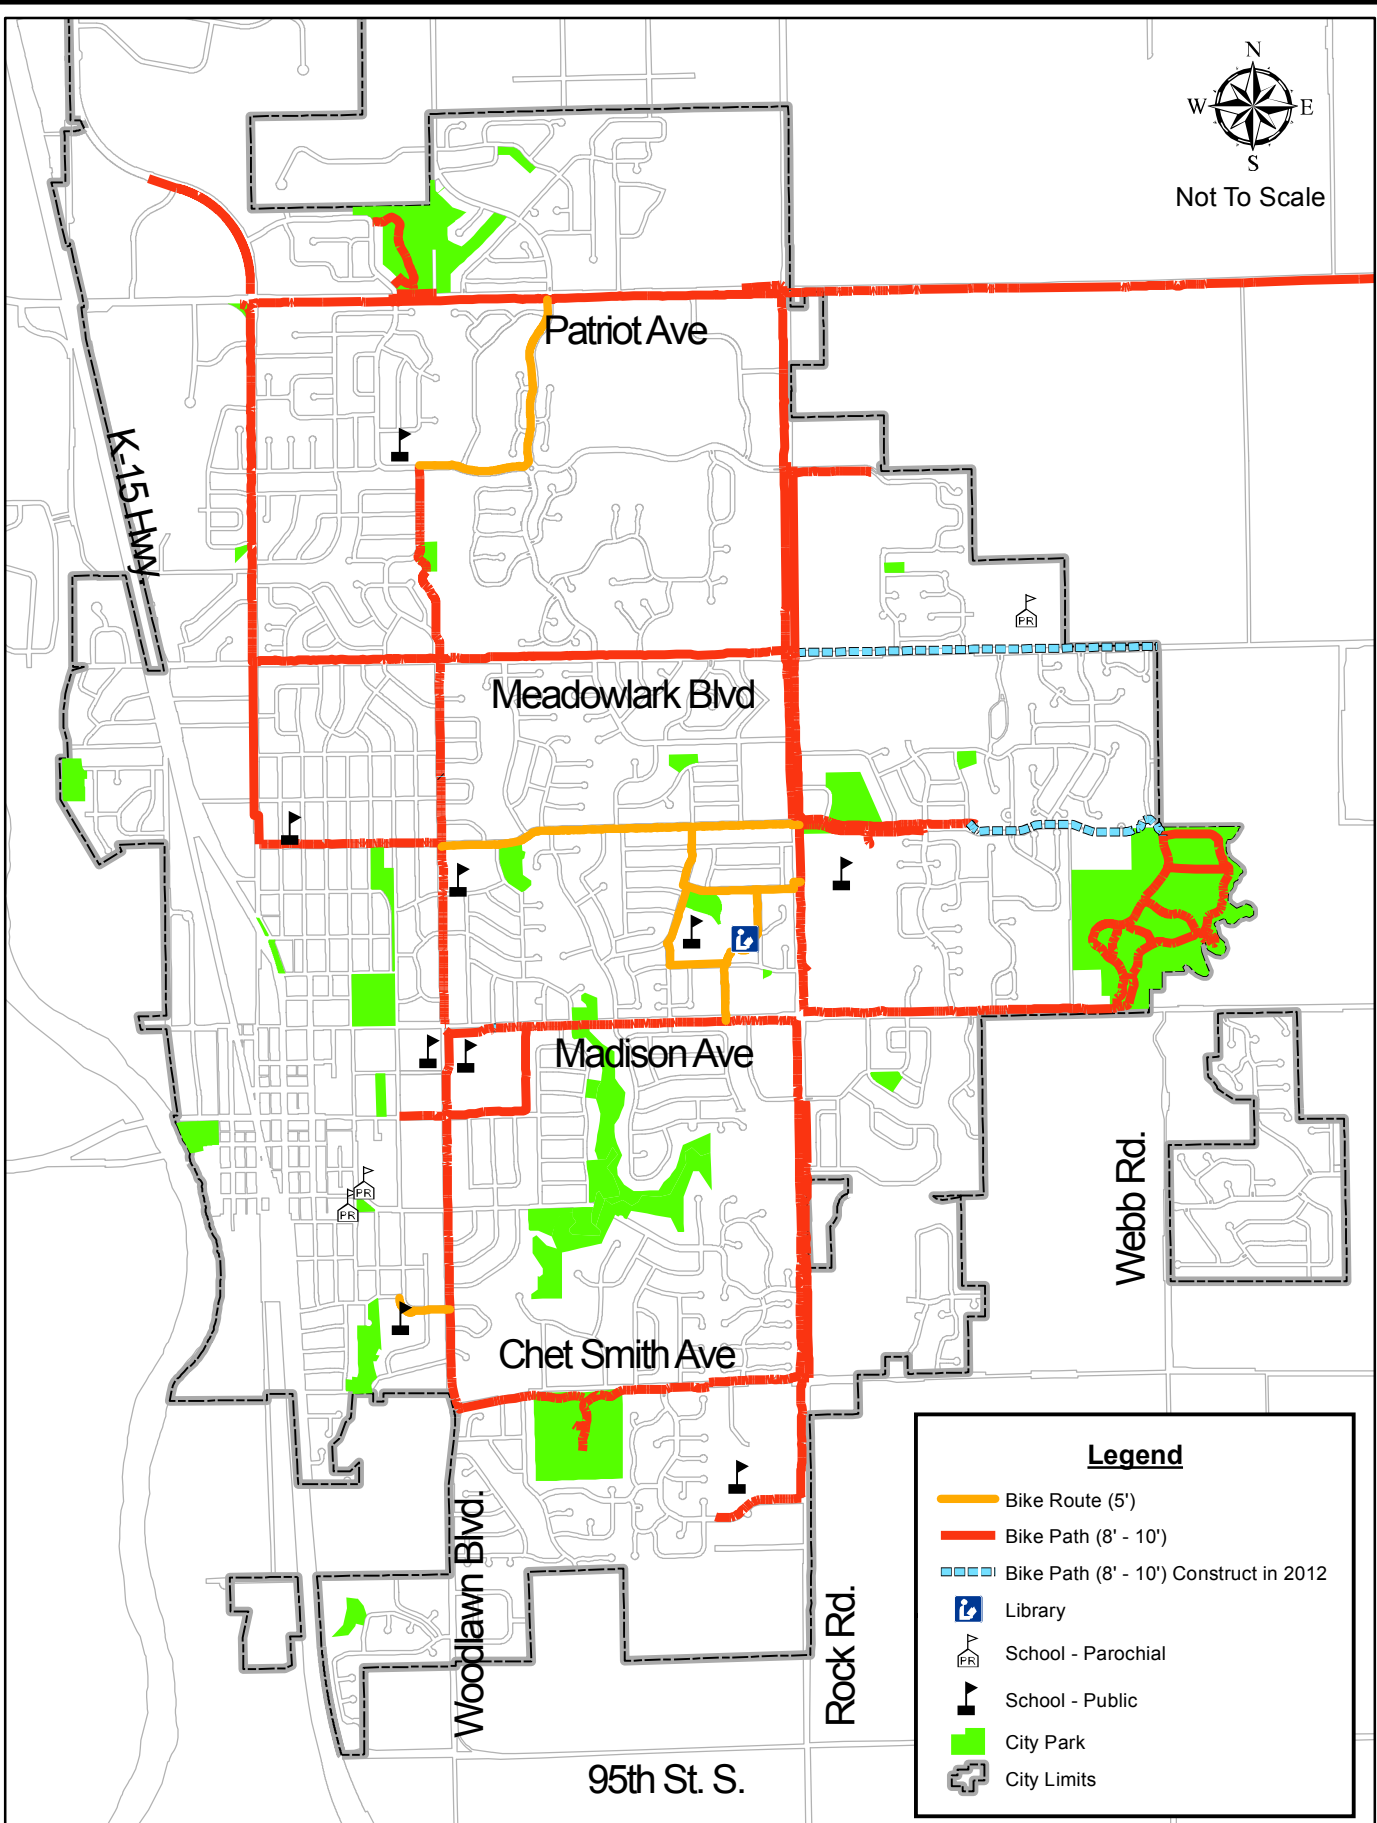 N
W E
S
Not To Scale
Patriot Ave
K-15 Hwy.
PR
Meadowlark Blvd
Madison Ave
Webb Rd.
PR
PR
Chet Smith Ave
Woodlawn Blvd.
Rock Rd.
95th St. S.
Legend
Bike Route (5')
Bike Path (8' - 10')
Bike Path (8' - 10') Construct in 2012
Library
PR
School - Parochial
School - Public
City Park
City Limits